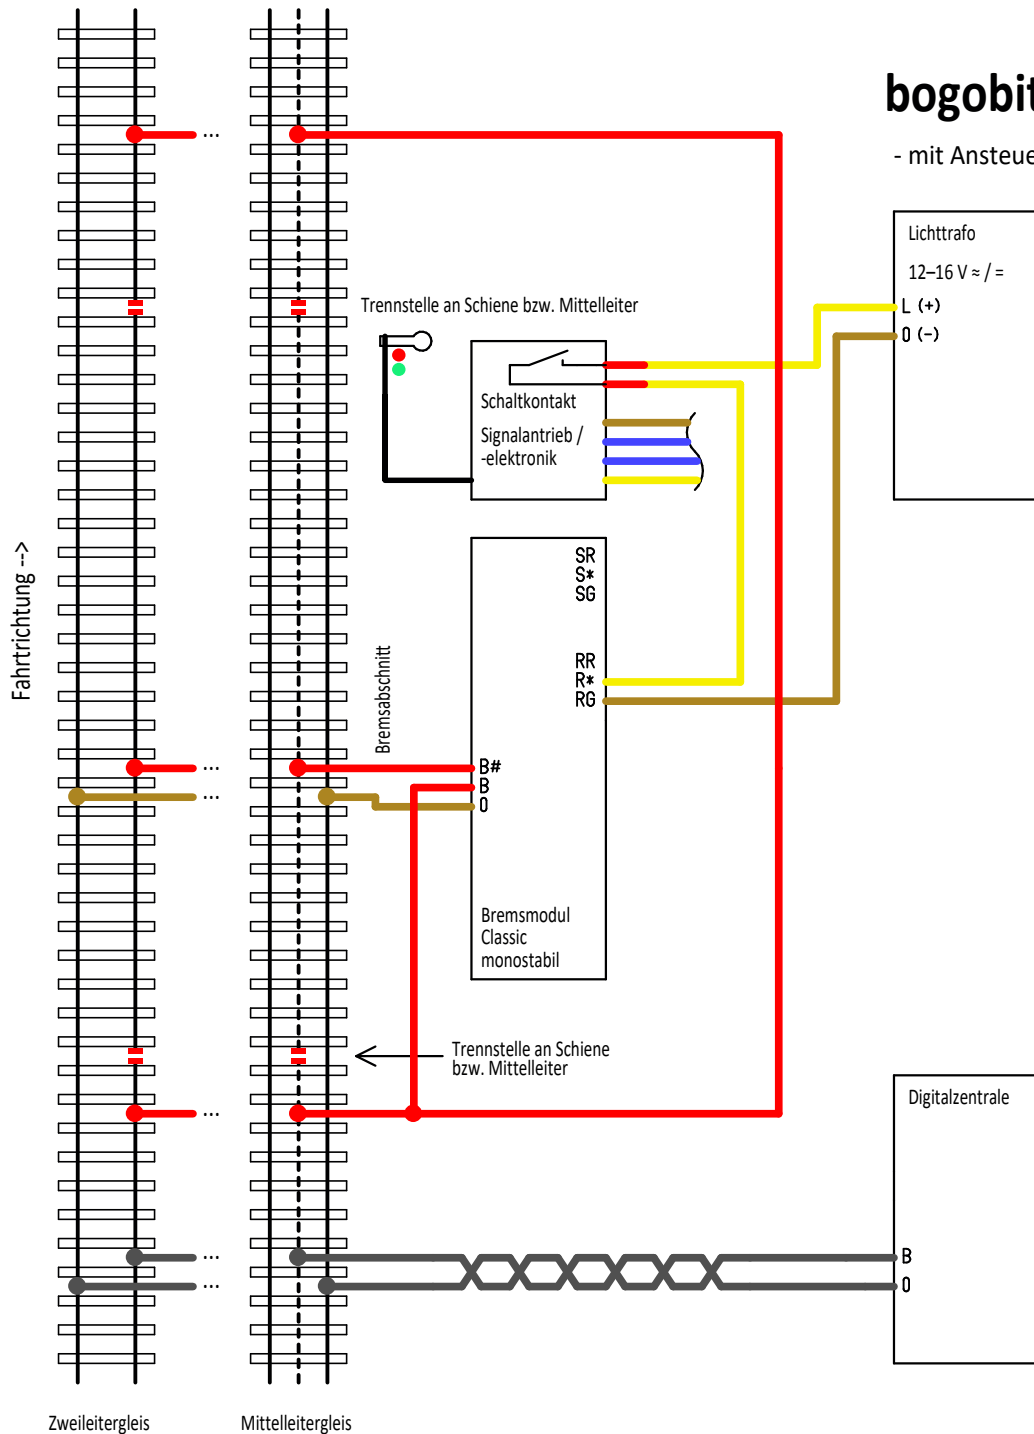 bogobit
- mit Ansteue
Lichttrafo
12–16 V ≈ / =
L (+)
0 (-)
...
...
Trennstelle an Schiene bzw. Mittelleiter
Schaltkontakt
Signalantrieb /
-elektronik
Fahrtrichtung -->
SR
S*
SG
RR
R*
RG
Bremsabschnitt
...
...
B#
B
0
Bremsmodul
Classic
monostabil
Trennstelle an Schiene
bzw. Mittelleiter
...
Digitalzentrale
...
...
B
0
Zweileitergleis
Mittelleitergleis